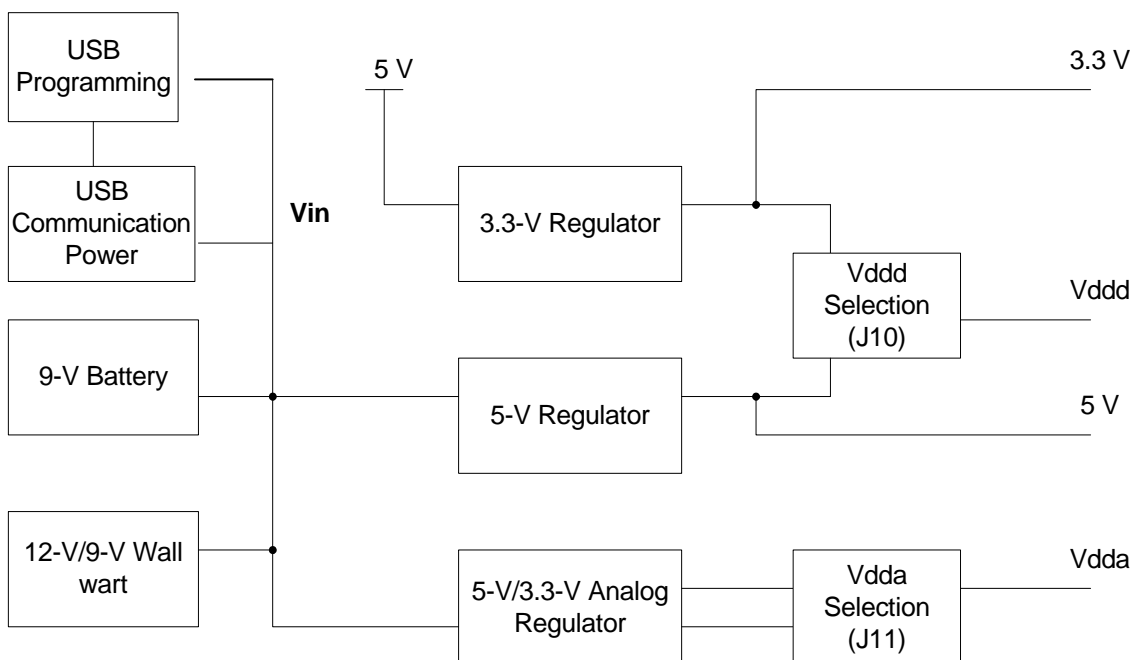 USB
Programming
USB
Communication
Power
9-V Battery
12-V/9-V Wall
wart
Vin
5 V
3.3-V Regulator
5-V Regulator
5-V/3.3-V Analog
Regulator
Vddd
Selection
(J10)
Vdda
Selection
(J11)
3.3 V
Vddd
5 V
Vdda